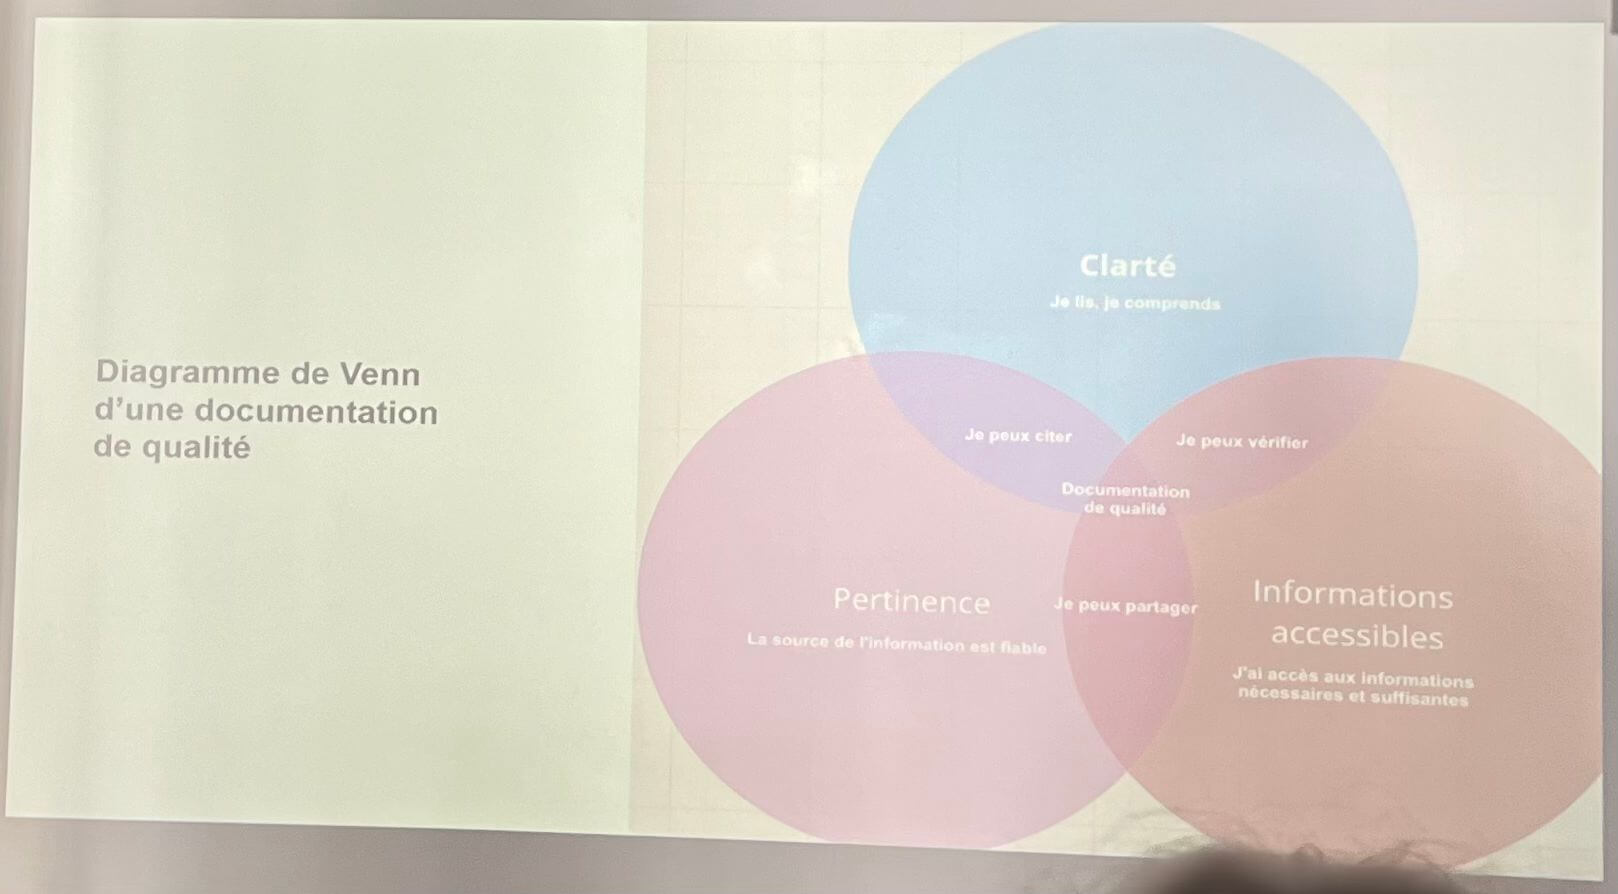 Diagramme de Venn
d'une documentation
de qualité
Clarté
Je lis, je comprends
Je peux citer
Je peux vérifier
Documentation
de qualité
Pertinence
La source de l'information est fiable
Je peux partager
Informations
accessibles
J'ai accès aux informations
nécessaires et suffisantes